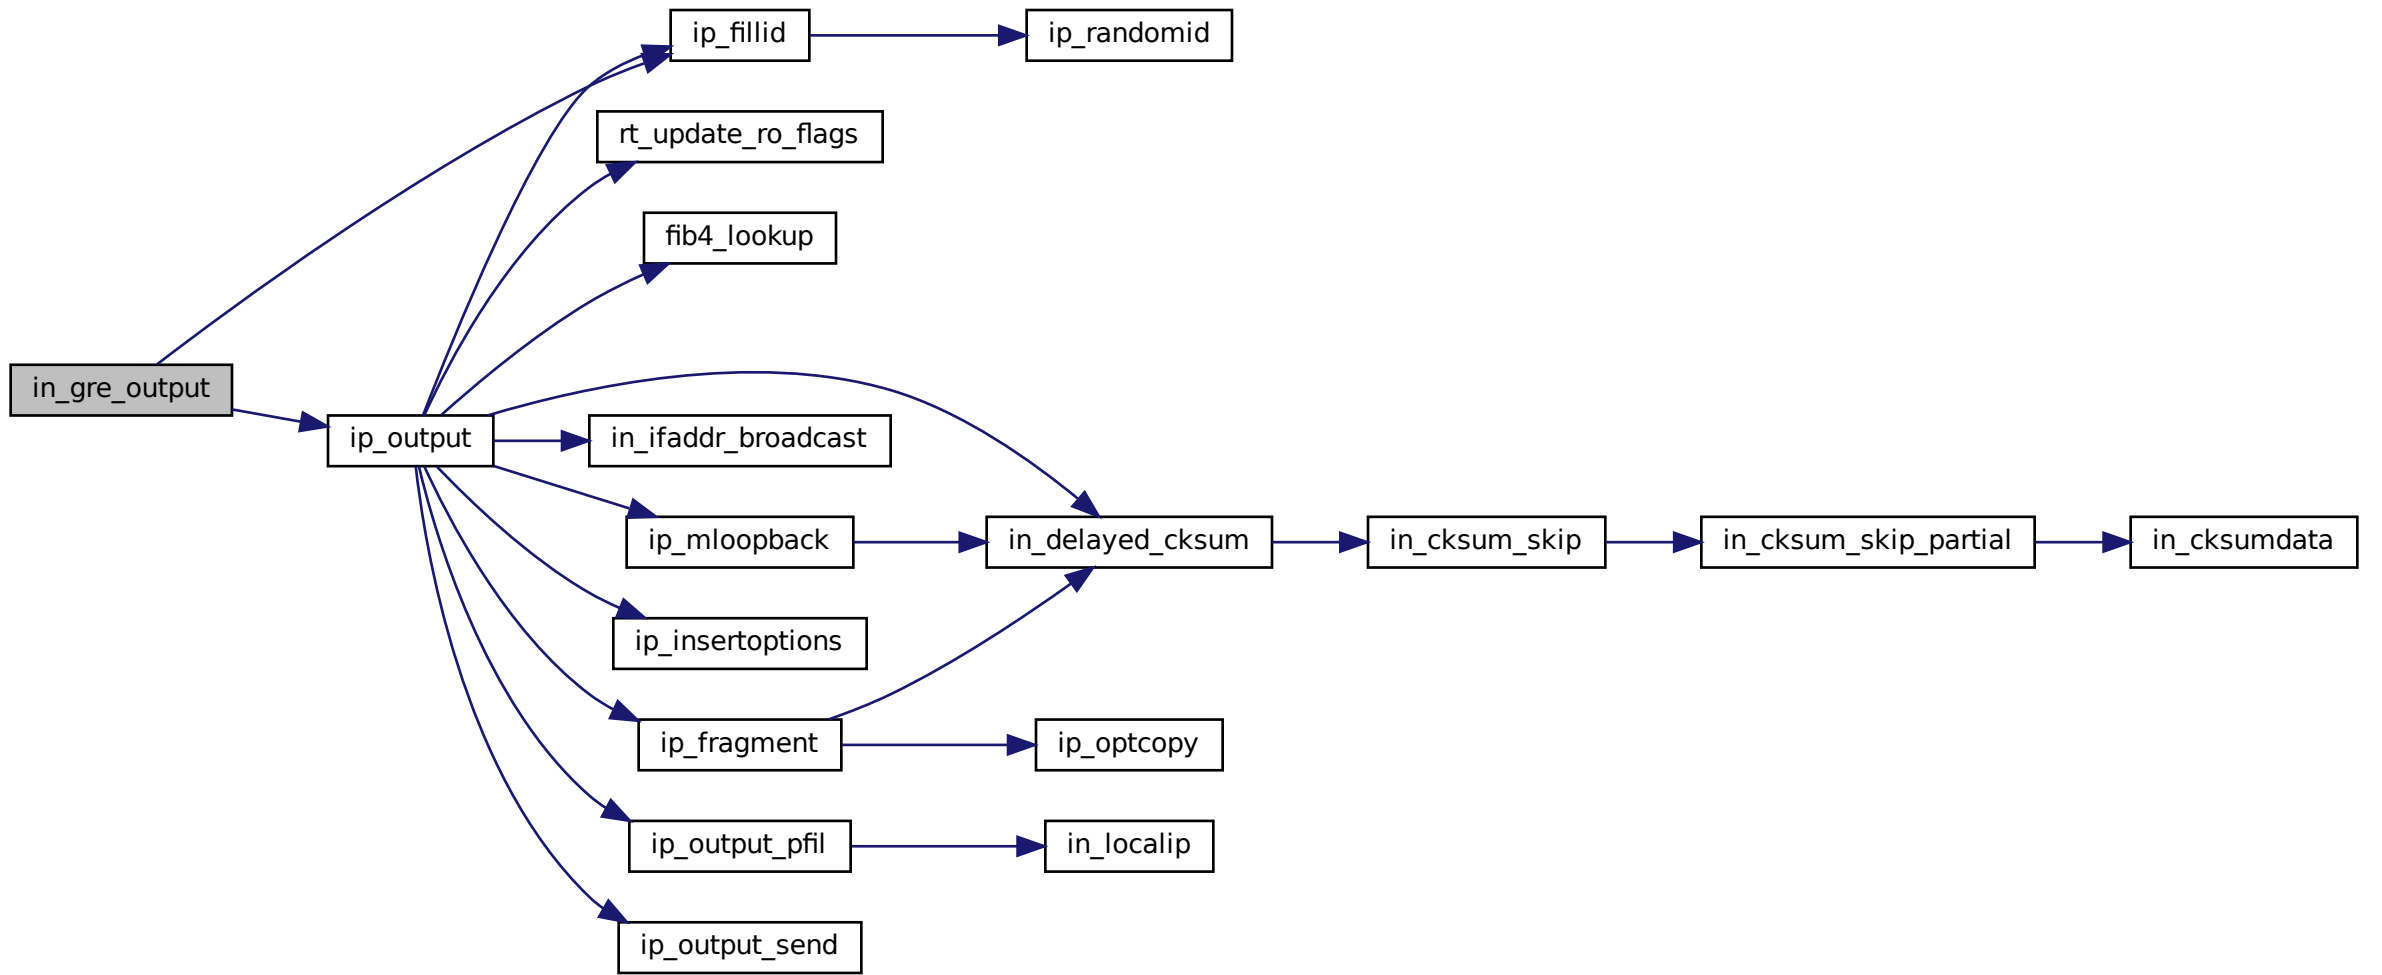 ip_fillid
ip_randomid
rt_update_ro_flags
fib4_lookup
in_gre_output
ip_output
in_ifaddr_broadcast
ip_mloopback
in_delayed_cksum
in_cksum_skip
in_cksum_skip_partial
in_cksumdata
ip_insertoptions
ip_fragment
ip_optcopy
ip_output_pfil
in_localip
ip_output_send